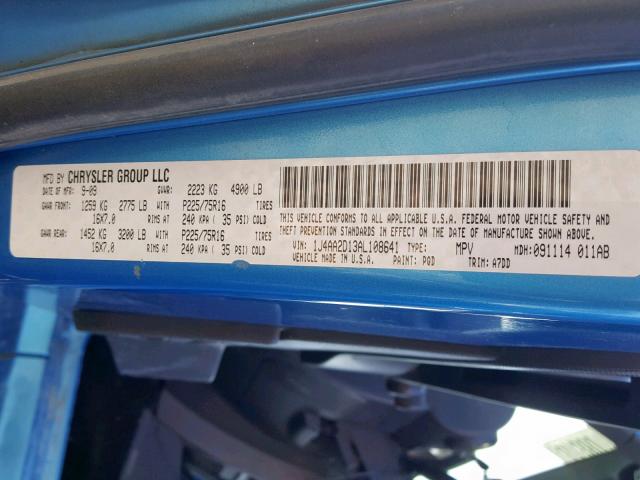 MFD BY CHRYSLER GROUP LLC
DATE OF MFR: 9-09 GVWR: 2223 KG 4900 LB
GAWR FRONT: 1259 KG 2775 LB WITH P225/75R16 TIRES
16X7.0 RIMS AT 240 KPA ( 35 PSI) COLD
GAWR REAR: 1452 KG 3200 LB WITH P225/75R16 TIRES
16X7.0 RIMS AT 240 KPA ( 35 PSI) COLD
THIS VEHICLE CONFORMS TO ALL APPLICABLE U.S.A. FEDERAL MOTOR VEHICLE SAFETY AND
THEFT PREVENTION STANDARDS IN EFFECT ON THE DATE OF MANUFACTURE SHOWN ABOVE.
VIN: 1J4AA2D13AL108641 TYPE: MPV MDH: 091114 011AB
VEHICLE MADE IN U.S.A. PAINT: PQD TRIM: A7DD